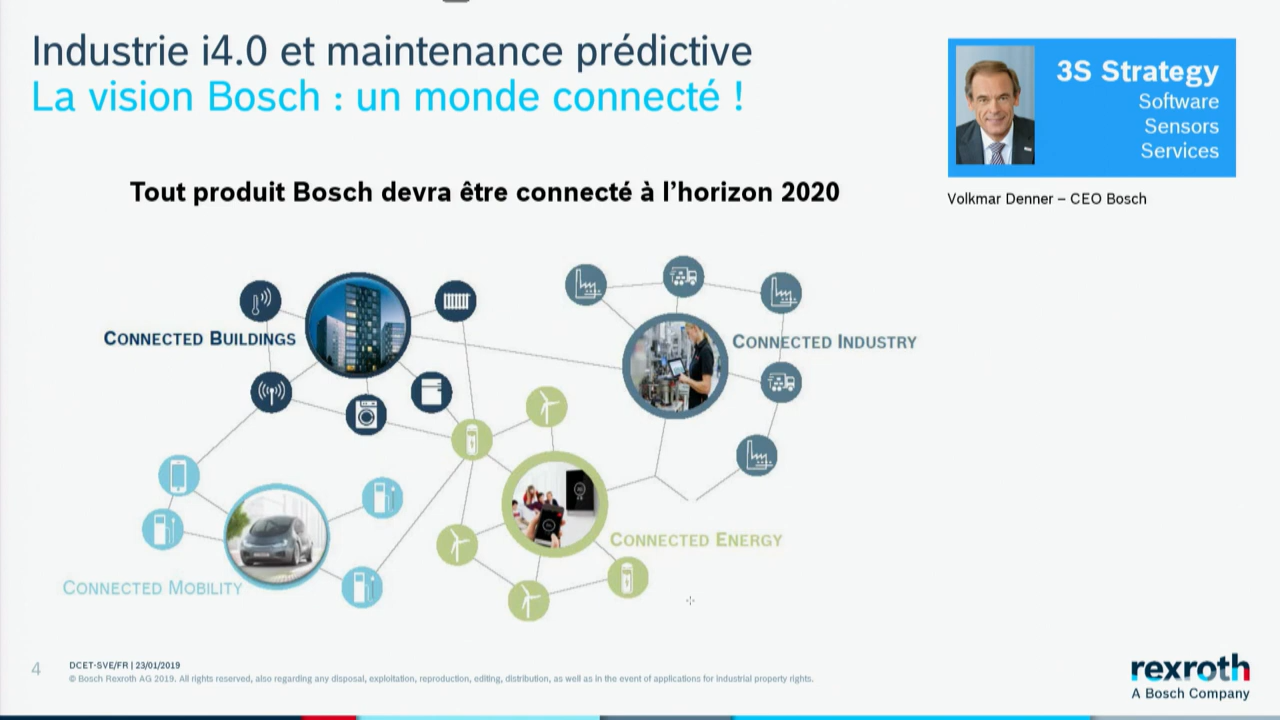 Industrie i4.0 et maintenance prédictive
La vision Bosch : un monde connecté !
3S Strategy
Software
Sensors
Services
Volkmar Denner – CEO Bosch
Tout produit Bosch devra être connecté à l’horizon 2020
CONNECTED BUILDINGS
CONNECTED INDUSTRY
CONNECTED ENERGY
CONNECTED MOBILITY
4
DCET-SVE/FR | 23/01/2019
© Bosch Rexroth AG 2019. All rights reserved, also regarding any disposal, exploitation, reproduction, editing, distribution, as well as in the event of applications for industrial property rights.
rexroth
A Bosch Company